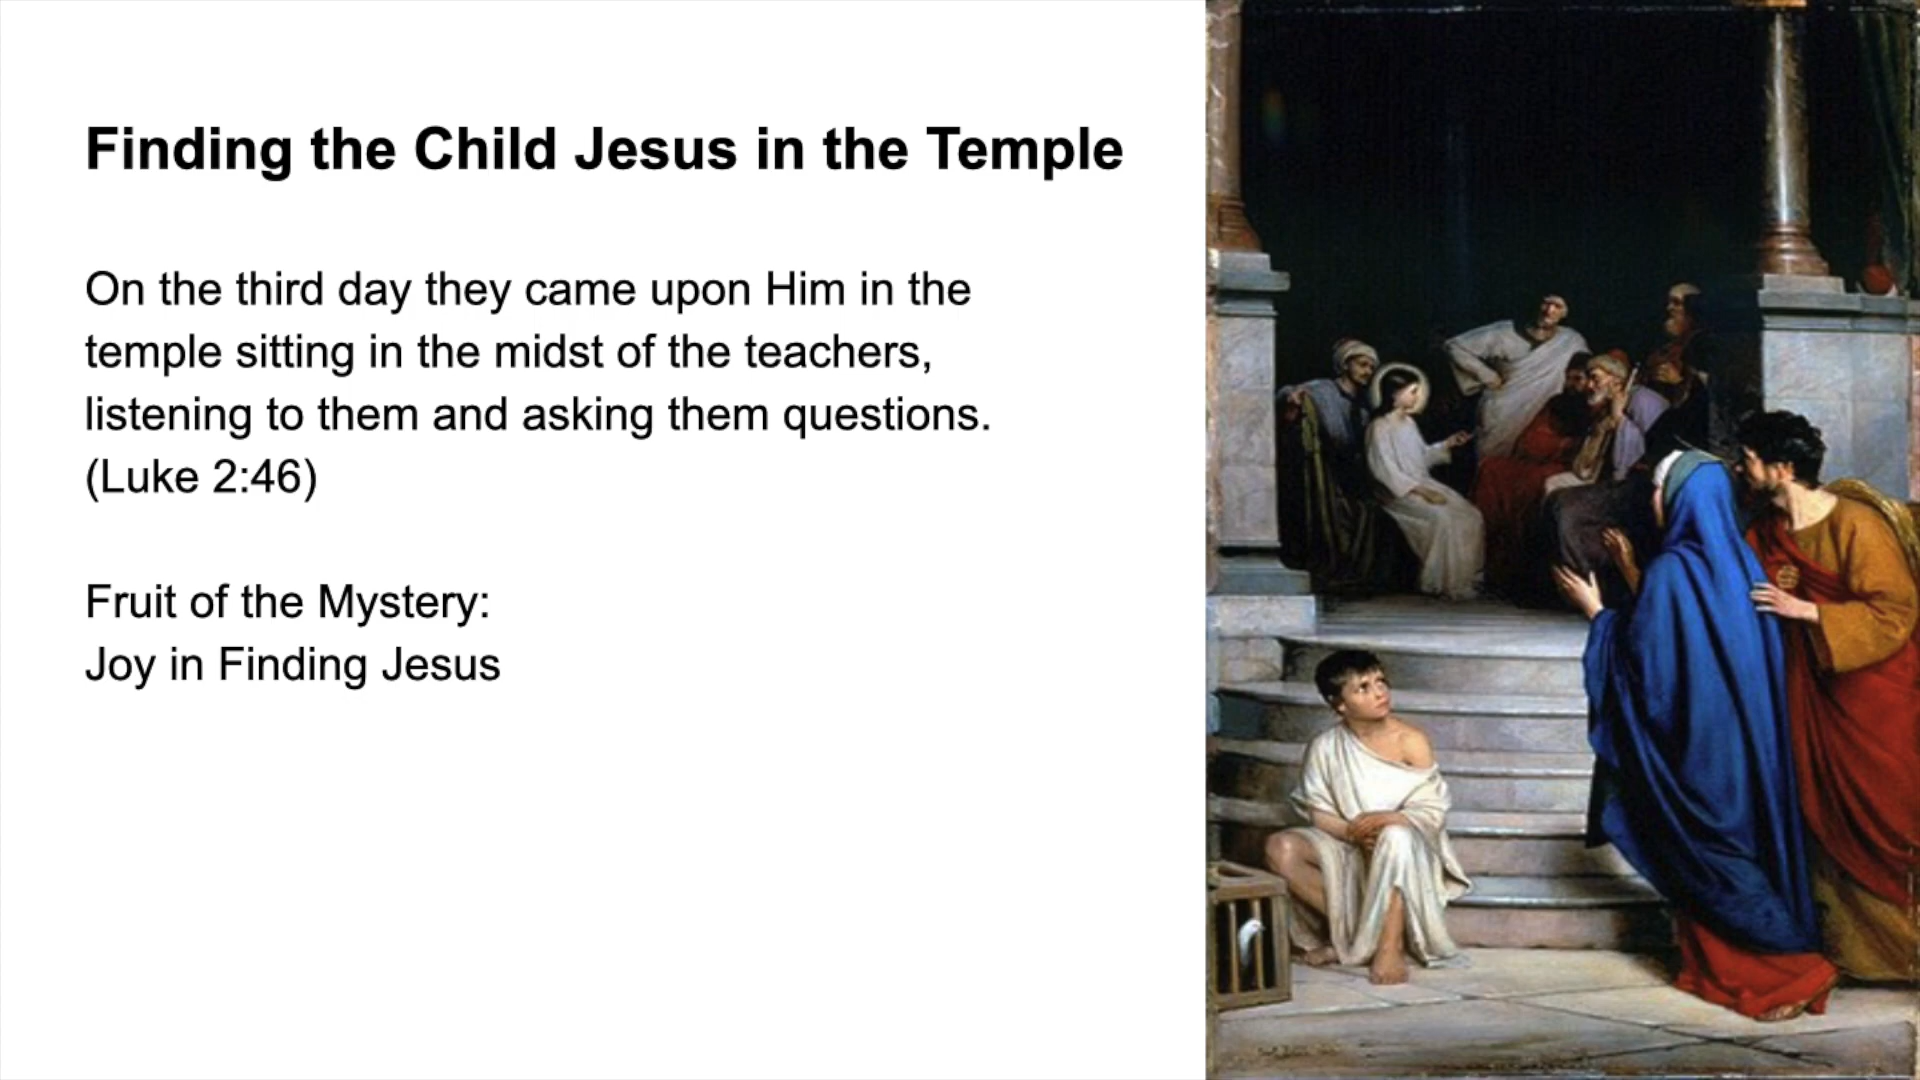 Finding the Child Jesus in the Temple
On the third day they came upon Him in the
temple sitting in the midst of the teachers,
listening to them and asking them questions.
(Luke 2:46)
Fruit of the Mystery:
Joy in Finding Jesus